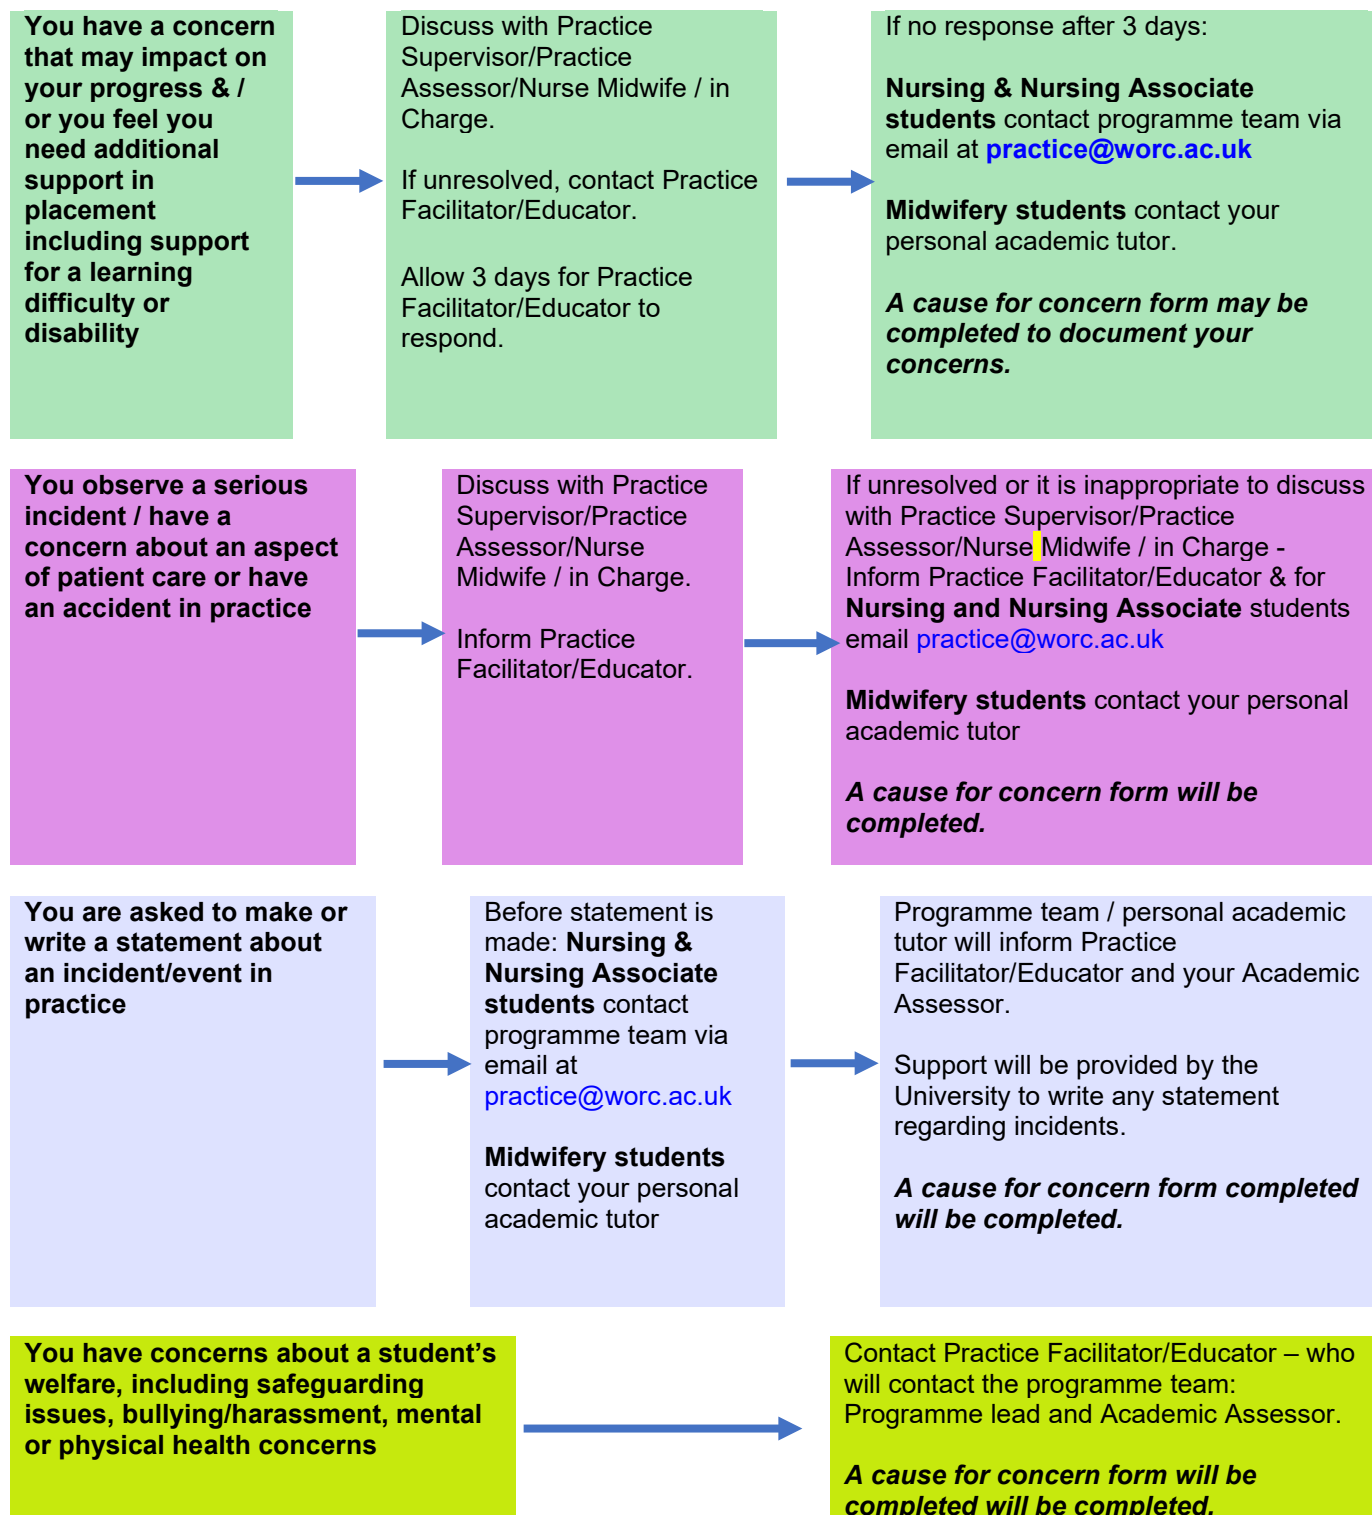 You have a concern
that may impact on
your progress & /
or you feel you
need additional
support in
placement
including support
for a learning
difficulty or
disability
Discuss with Practice
Supervisor/Practice
Assessor/Nurse Midwife / in
Charge.
If unresolved, contact Practice
Facilitator/Educator.
Allow 3 days for Practice
Facilitator/Educator to
respond.
If no response after 3 days:
Nursing & Nursing Associate
students contact programme team via
email at practice@worc.ac.uk
Midwifery students contact your
personal academic tutor.
A cause for concern form may be
completed to document your
concerns.
You observe a serious
incident / have a
concern about an aspect
of patient care or have
an accident in practice
Discuss with Practice
Supervisor/Practice
Assessor/Nurse
Midwife / in Charge.
Inform Practice
Facilitator/Educator.
If unresolved or it is inappropriate to discuss
with Practice Supervisor/Practice
Assessor/Nurse Midwife / in Charge -
Inform Practice Facilitator/Educator & for
Nursing and Nursing Associate students
email practice@worc.ac.uk
Midwifery students contact your personal
academic tutor
A cause for concern form will be
completed.
You are asked to make or
write a statement about
an incident/event in
practice
Before statement is
made: Nursing &
Nursing Associate
students contact
programme team via
email at
practice@worc.ac.uk
Midwifery students
contact your personal
academic tutor
Programme team / personal academic
tutor will inform Practice
Facilitator/Educator and your Academic
Assessor.
Support will be provided by the
University to write any statement
regarding incidents.
A cause for concern form completed
will be completed.
You have concerns about a student's
welfare, including safeguarding
issues, bullying/harassment, mental
or physical health concerns
Contact Practice Facilitator/Educator – who
will contact the programme team:
Programme lead and Academic Assessor.
A cause for concern form will be
completed will be completed.